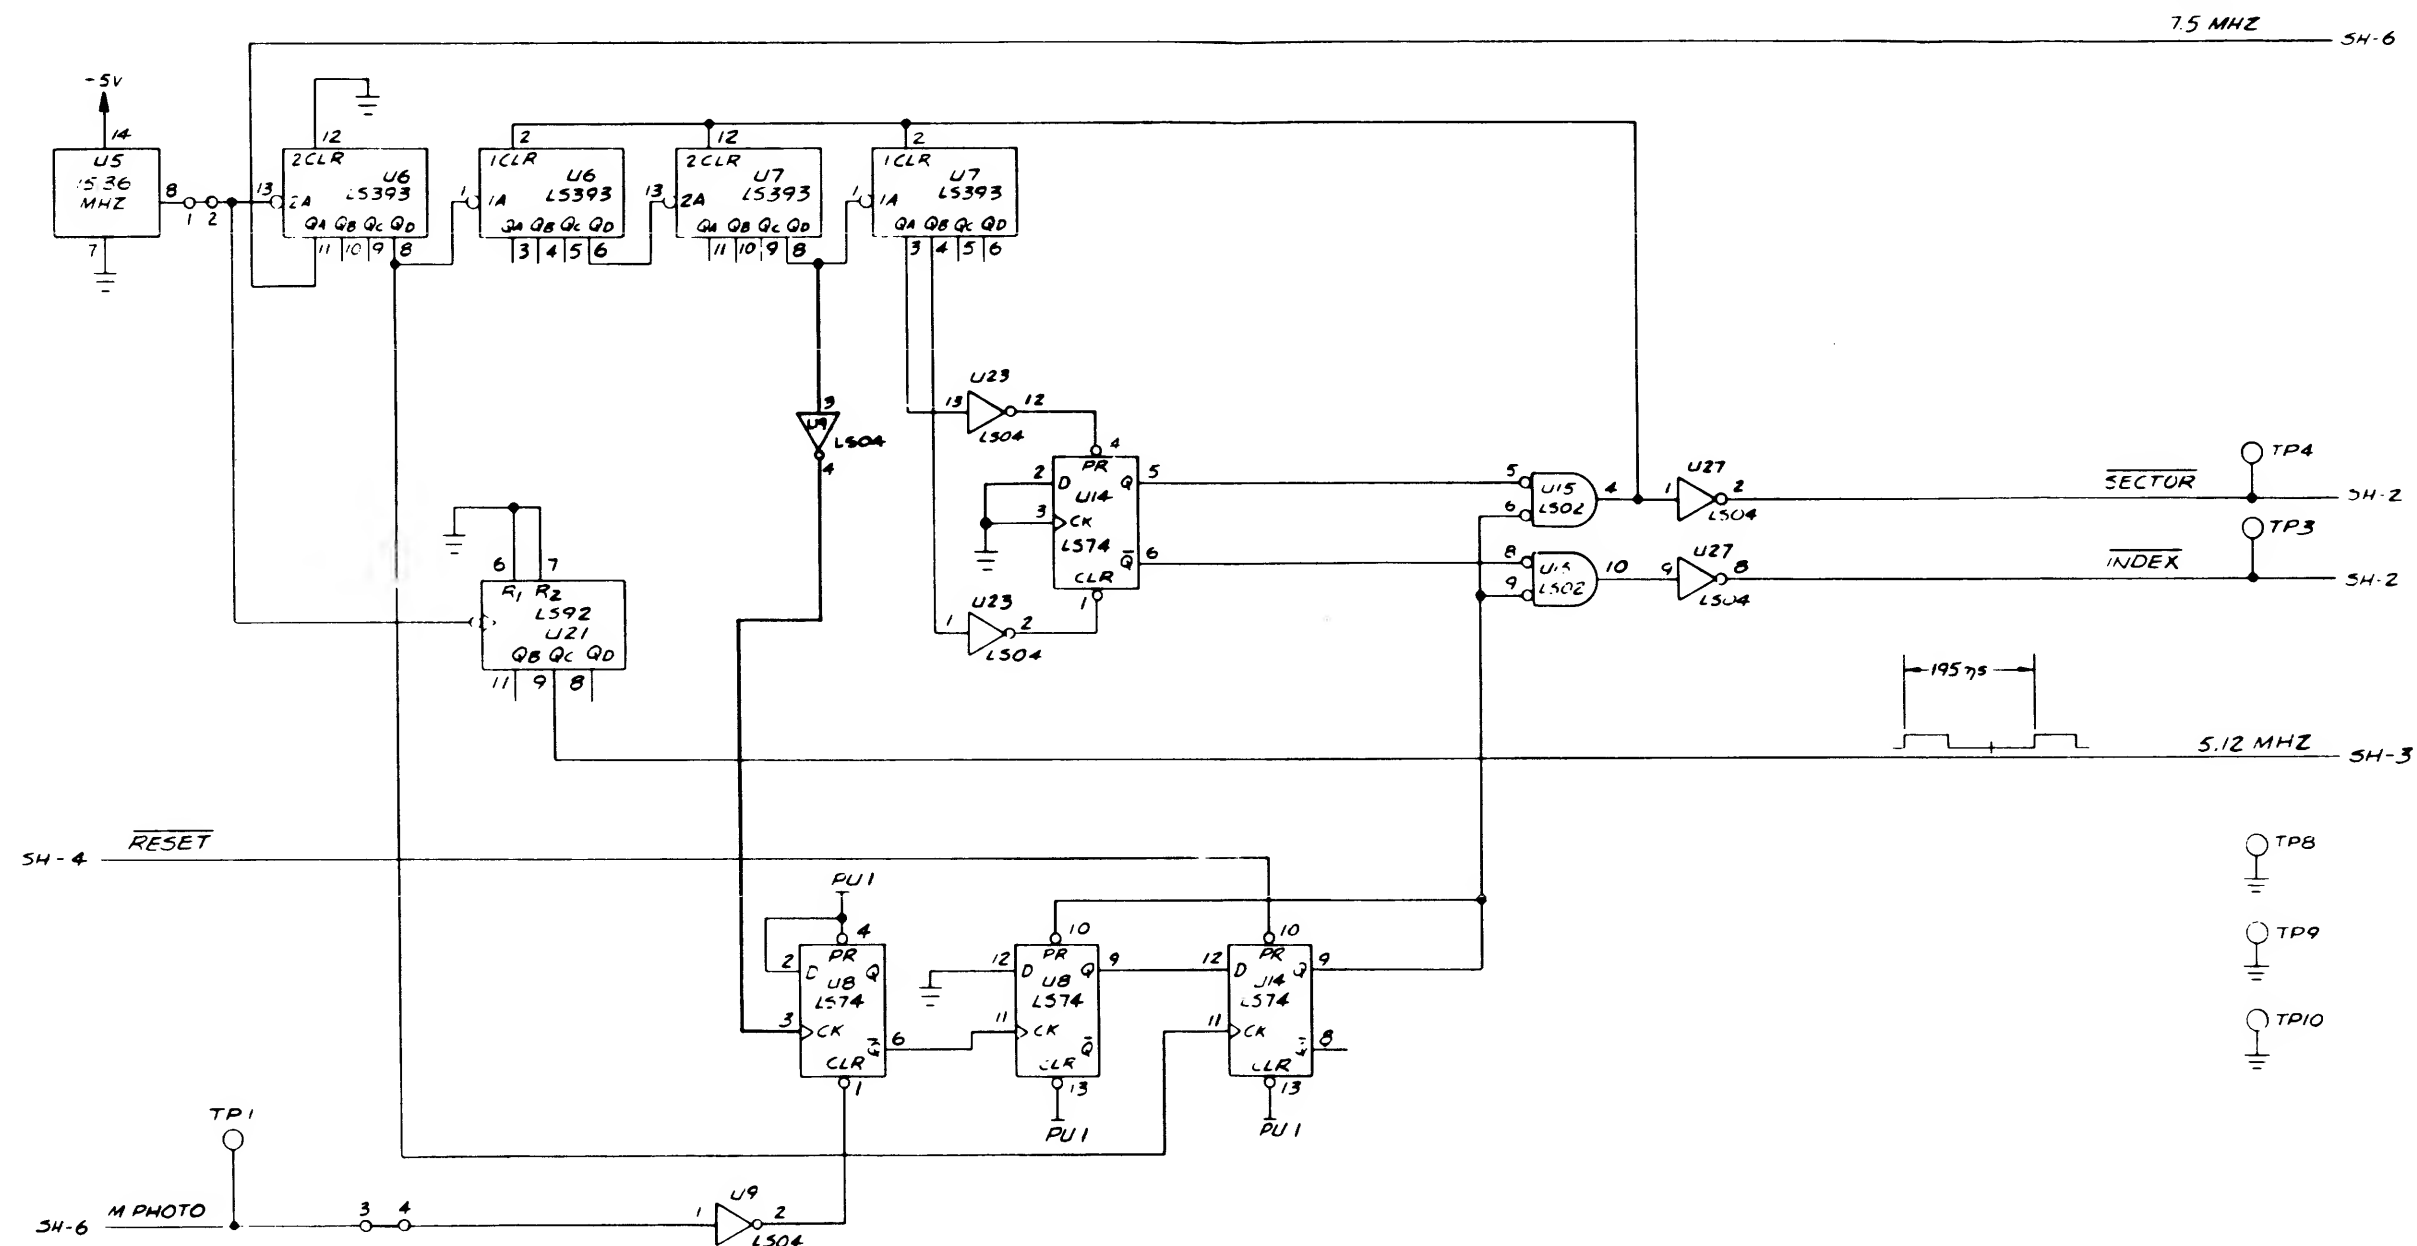 7.5 MHZ
SH-6
-5V
14
U5
15.36
MHZ
8
1
2
7
12
2CLR
U6
LS393
13
2A
QA QB QC QD
11 10 9 8
2
1CLR
U6
LS393
1
1A
QA QB QC QD
3 4 5 6
12
2CLR
U7
LS393
13
2A
QA QB QC QD
11 10 9 8
2
1CLR
U7
LS393
1
1A
QA QB QC QD
3 4 5 6
3
U9
LS04
4
U23
13
12
LS04
4
PR
2
D
Q
5
U14
3
CK
LS74
Q
6
CLR
1
U23
1
2
LS04
5
6
U15
LS02
4
U27
1
2
LS04
SECTOR
TP4
SH-2
8
9
U15
LS02
10
U27
9
8
LS04
INDEX
TP3
SH-2
6
7
R1 R2
LS92
U21
QB QC QD
11 9 8
195 ηs
5.12 MHZ
SH-3
SH-4
RESET
PU1
4
PR
2
D
Q
U8
LS74
3
CK
Q
6
CLR
1
10
PR
12
D
Q
9
U8
LS74
11
CK
Q
CLR
13
PU1
10
PR
12
D
Q
9
U14
LS74
11
CK
Q
8
CLR
13
PU1
TP8
TP9
TP10
TP1
SH-6
M PHOTO
3
4
U9
1
2
LS04